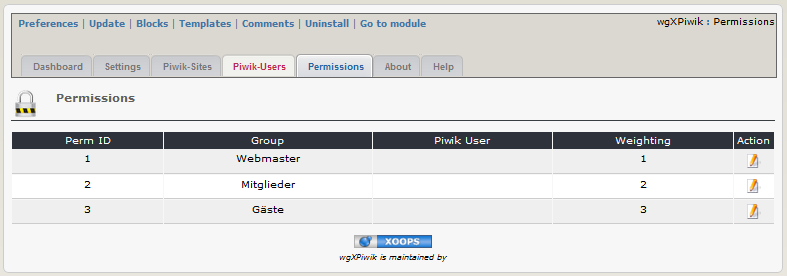 Preferences | Update | Blocks | Templates | Comments | Uninstall | Go to module
wgXPiwik : Permissions
Dashboard Settings Piwik-Sites Piwik-Users Permissions About Help
Permissions
Perm ID Group Piwik User Weighting Action
1 Webmaster 1
2 Mitglieder 2
3 Gäste 3
XOOPS
wgXPiwik is maintained by